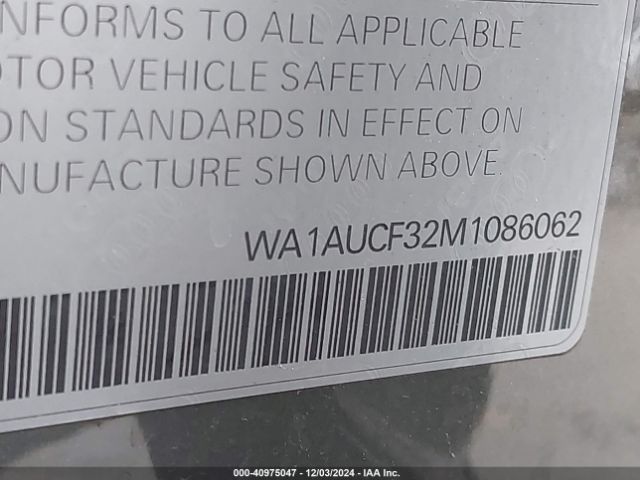 NFORMS TO ALL APPLICABLE
OTOR VEHICLE SAFETY AND
ON STANDARDS IN EFFECT ON
NUFACTURE SHOWN ABOVE.
WA1AUCF32M1086062
000-40975047 - 12/03/2024 - IAA Inc.